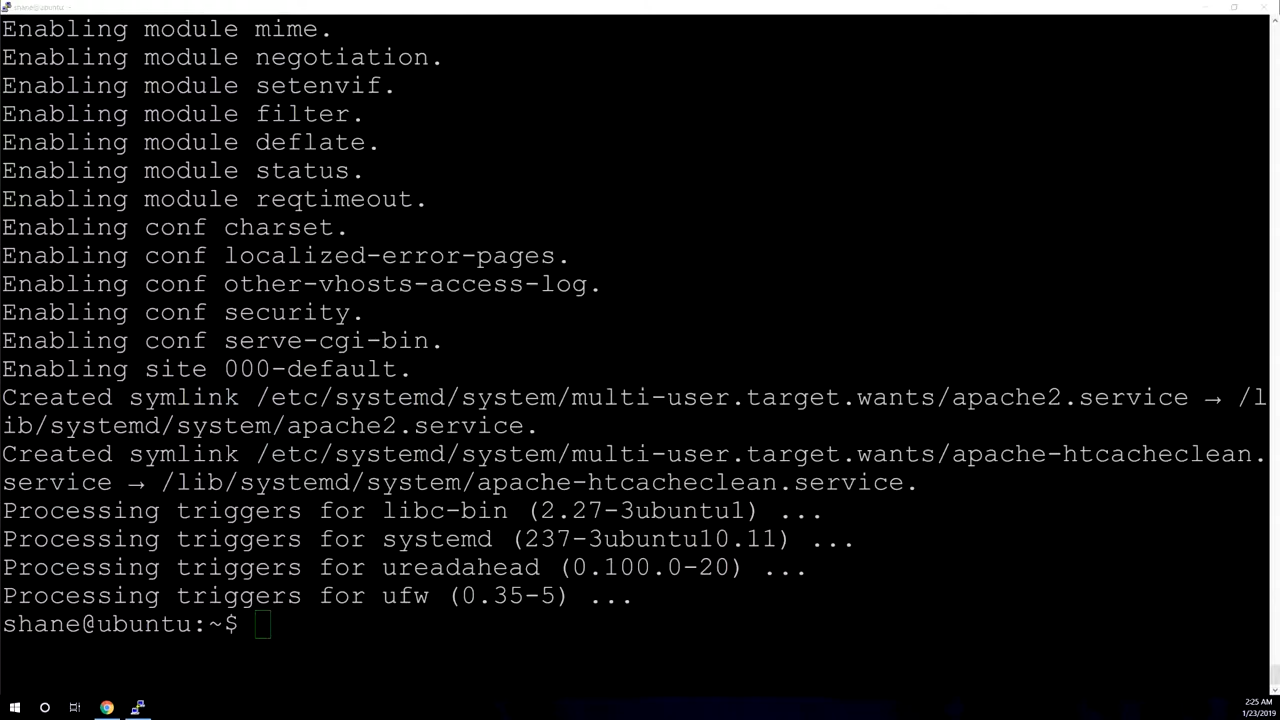 shane@ubuntu: ~
Enabling module mime.
Enabling module negotiation.
Enabling module setenvif.
Enabling module filter.
Enabling module deflate.
Enabling module status.
Enabling module reqtimeout.
Enabling conf charset.
Enabling conf localized-error-pages.
Enabling conf other-vhosts-access-log.
Enabling conf security.
Enabling conf serve-cgi-bin.
Enabling site 000-default.
Created symlink /etc/systemd/system/multi-user.target.wants/apache2.service → /l
ib/systemd/system/apache2.service.
Created symlink /etc/systemd/system/multi-user.target.wants/apache-htcacheclean.
service → /lib/systemd/system/apache-htcacheclean.service.
Processing triggers for libc-bin (2.27-3ubuntu1) ...
Processing triggers for systemd (237-3ubuntu10.11) ...
Processing triggers for ureadahead (0.100.0-20) ...
Processing triggers for ufw (0.35-5) ...
shane@ubuntu:~$
2:25 AM
1/23/2019